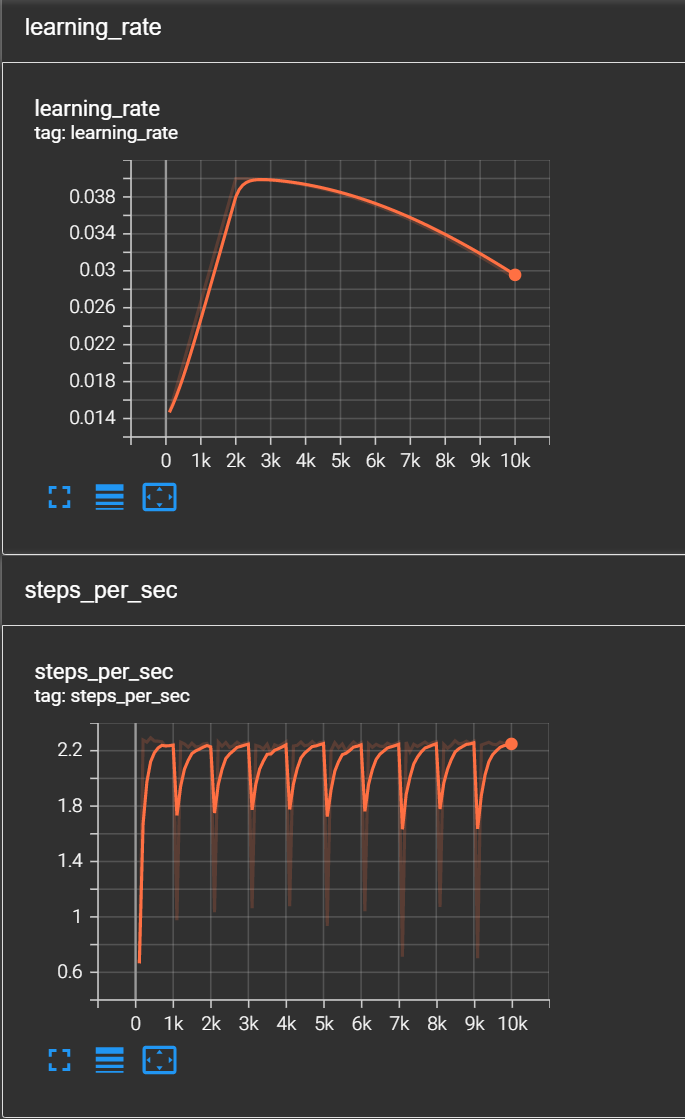 learning_rate
learning_rate
tag: learning_rate
0.038
0.034
0.03
0.026
0.022
0.018
0.014
0 1k 2k 3k 4k 5k 6k 7k 8k 9k 10k
steps_per_sec
steps_per_sec
tag: steps_per_sec
2.2
1.8
1.4
1
0.6
0 1k 2k 3k 4k 5k 6k 7k 8k 9k 10k